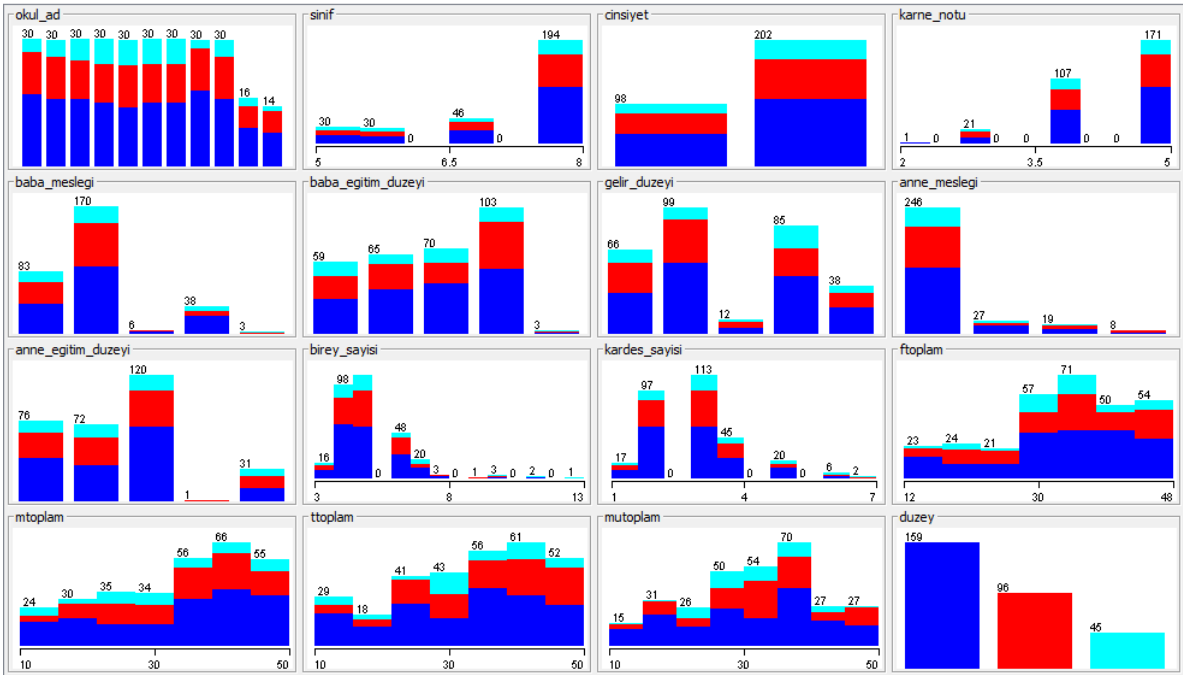 okul_ad
30 30 30 30 30 30 30 30 30 16 14
sinif
30 30 0 46 0 194
5 6.5 8
cinsiyet
98 202
karne_notu
1 0 21 0 0 107 0 0 171
2 3.5 5
baba_meslegi
83 170 6 38 3
baba_egitim_duzeyi
59 65 70 103 3
gelir_duzeyi
66 99 12 85 38
anne_meslegi
246 27 19 8
anne_egitim_duzeyi
76 72 120 1 31
birey_sayisi
16 98 0 48 20 3 0 1 3 0 2 0 1
3 8 13
kardes_sayisi
17 97 0 113 45 0 20 0 6 2
1 4 7
ftoplam
23 24 21 57 71 50 54
12 30 48
mtoplam
24 30 35 34 56 66 55
10 30 50
ttoplam
29 18 41 43 56 61 52
10 30 50
mutoplam
15 31 26 50 54 70 27 27
10 30 50
duzey
159 96 45